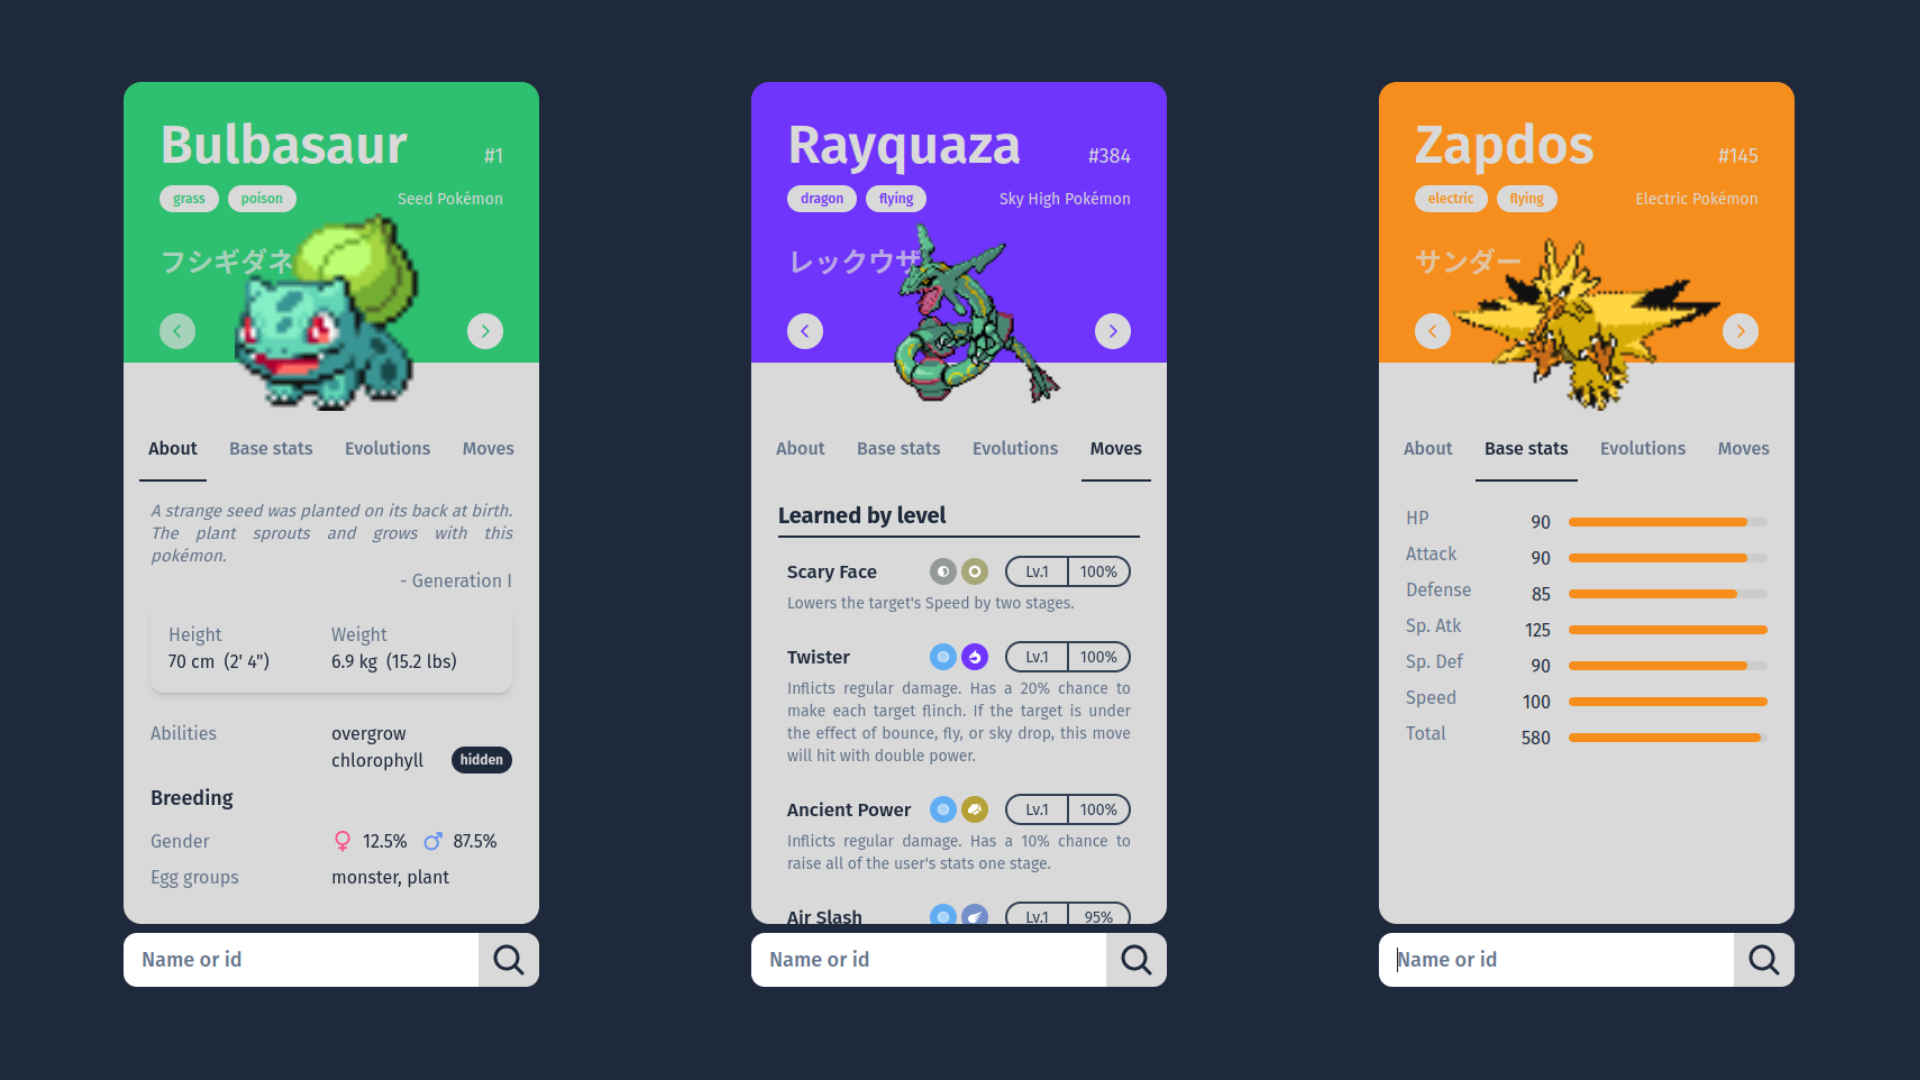 Bulbasaur
#1
grass poison Seed Pokémon
フシギダネ
About Base stats Evolutions Moves
A strange seed was planted on its back at birth.
The plant sprouts and grows with this
pokémon.
- Generation I
Height Weight
70 cm (2' 4") 6.9 kg (15.2 lbs)
Abilities overgrow
chlorophyll hidden
Breeding
Gender 12.5% 87.5%
Egg groups monster, plant
Name or id
Rayquaza
#384
dragon flying Sky High Pokémon
レックウザ
About Base stats Evolutions Moves
Learned by level
Scary Face Lv.1 100%
Lowers the target's Speed by two stages.
Twister Lv.1 100%
Inflicts regular damage. Has a 20% chance to
make each target flinch. If the target is under
the effect of bounce, fly, or sky drop, this move
will hit with double power.
Ancient Power Lv.1 100%
Inflicts regular damage. Has a 10% chance to
raise all of the user's stats one stage.
Air Slash Lv.1 95%
Name or id
Zapdos
#145
electric flying Electric Pokémon
サンダー
About Base stats Evolutions Moves
HP 90
Attack 90
Defense 85
Sp. Atk 125
Sp. Def 90
Speed 100
Total 580
Name or id